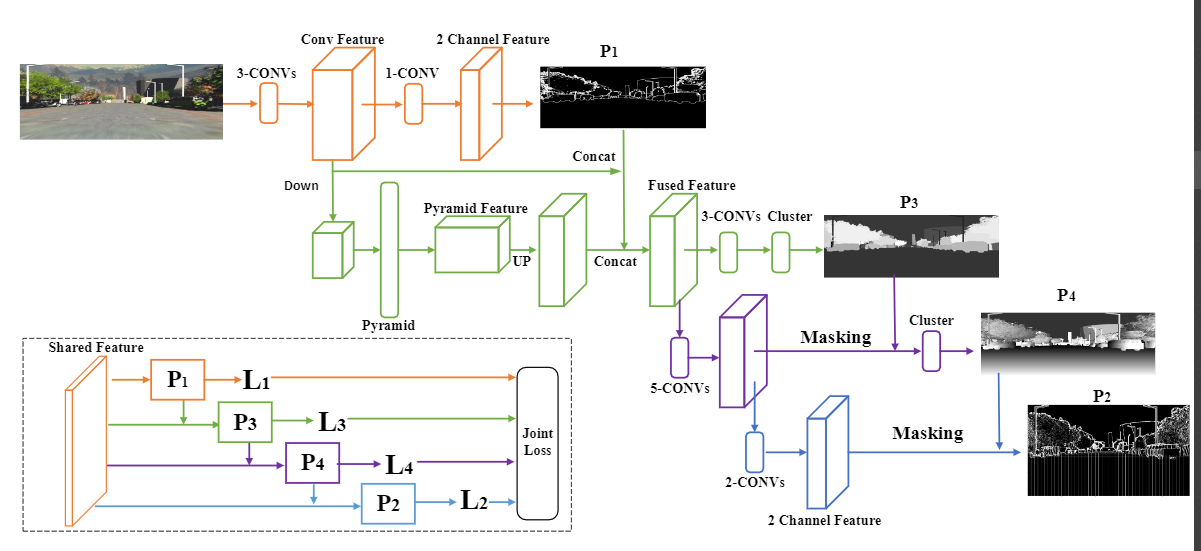 Conv Feature
2 Channel Feature
P1
3-CONVs
1-CONV
Concat
Down
Fused Feature
Pyramid Feature
P3
3-CONVs
Cluster
UP
Concat
Pyramid
P4
Cluster
Masking
5-CONVs
P2
Masking
2-CONVs
2 Channel Feature
Shared Feature
P1
L1
P3
L3
P4
L4
P2
L2
Joint
Loss